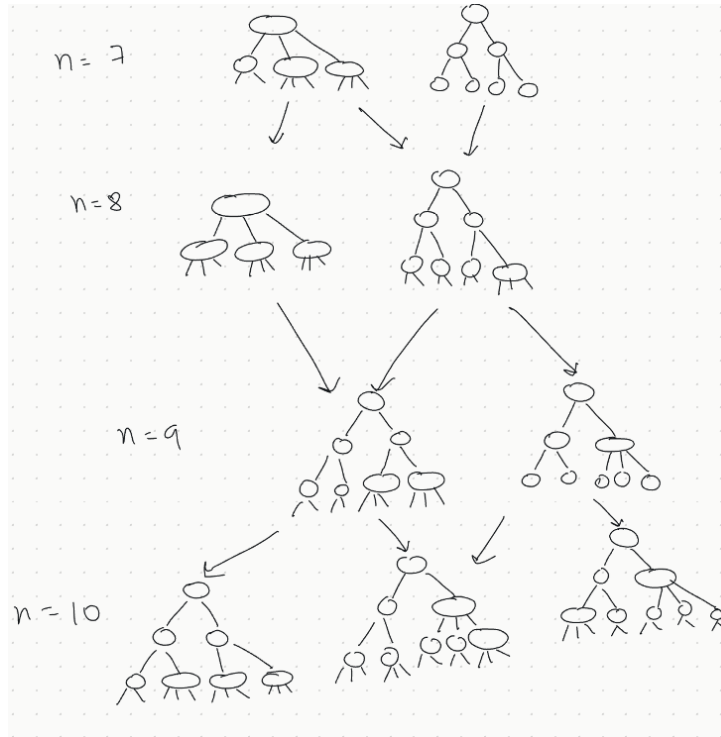 n = 7
n = 8
n = 9
n = 10